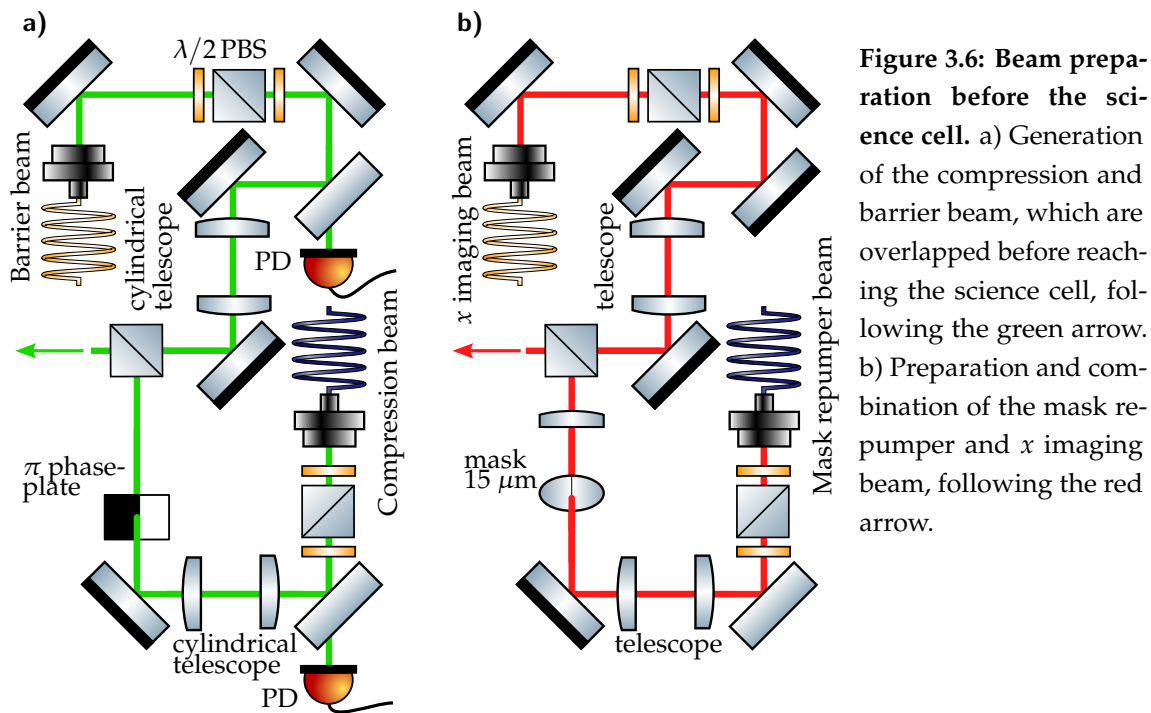 a)
λ/2 PBS
Barrier beam
cylindrical
telescope
PD
Compression beam
π phase-
plate
cylindrical
telescope
PD
b)
x imaging beam
telescope
Mask repumper beam
mask
15 μm
telescope
Figure 3.6: Beam prepa-
ration before the sci-
ence cell. a) Generation
of the compression and
barrier beam, which are
overlapped before reach-
ing the science cell, fol-
lowing the green arrow.
b) Preparation and com-
bination of the mask re-
pumper and x imaging
beam, following the red
arrow.